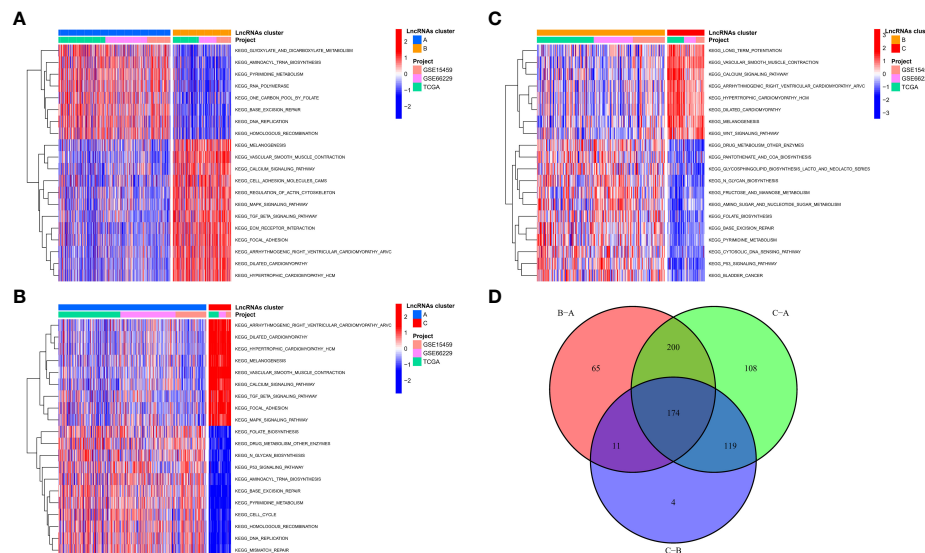 A
LncRNAs cluster
Project
KEGG_GLYOXYLATE_AND_DICARBOXYLATE_METABOLISM
KEGG_AMINOACYL_TRNA_BIOSYNTHESIS
KEGG_PYRIMIDINE_METABOLISM
KEGG_RNA_POLYMERASE
KEGG_ONE_CARBON_POOL_BY_FOLATE
KEGG_BASE_EXCISION_REPAIR
KEGG_DNA_REPLICATION
KEGG_HOMOLOGOUS_RECOMBINATION
KEGG_MELANOGENESIS
KEGG_VASCULAR_SMOOTH_MUSCLE_CONTRACTION
KEGG_CALCIUM_SIGNALING_PATHWAY
KEGG_CELL_ADHESION_MOLECULES_CAMS
KEGG_REGULATION_OF_ACTIN_CYTOSKELETON
KEGG_MAPK_SIGNALING_PATHWAY
KEGG_TGF_BETA_SIGNALING_PATHWAY
KEGG_ECM_RECEPTOR_INTERACTION
KEGG_FOCAL_ADHESION
KEGG_ARRHYTHMOGENIC_RIGHT_VENTRICULAR_CARDIOMYOPATHY_ARVC
KEGG_DILATED_CARDIOMYOPATHY
KEGG_HYPERTROPHIC_CARDIOMYOPATHY_HCM
2
1
0
−1
−2
LncRNAs cluster
A
B
Project
GSE15459
GSE66229
TCGA
B
LncRNAs cluster
Project
KEGG_ARRHYTHMOGENIC_RIGHT_VENTRICULAR_CARDIOMYOPATHY_ARVC
KEGG_DILATED_CARDIOMYOPATHY
KEGG_HYPERTROPHIC_CARDIOMYOPATHY_HCM
KEGG_MELANOGENESIS
KEGG_VASCULAR_SMOOTH_MUSCLE_CONTRACTION
KEGG_CALCIUM_SIGNALING_PATHWAY
KEGG_TGF_BETA_SIGNALING_PATHWAY
KEGG_FOCAL_ADHESION
KEGG_MAPK_SIGNALING_PATHWAY
KEGG_FOLATE_BIOSYNTHESIS
KEGG_DRUG_METABOLISM_OTHER_ENZYMES
KEGG_N_GLYCAN_BIOSYNTHESIS
KEGG_P53_SIGNALING_PATHWAY
KEGG_AMINOACYL_TRNA_BIOSYNTHESIS
KEGG_BASE_EXCISION_REPAIR
KEGG_PYRIMIDINE_METABOLISM
KEGG_CELL_CYCLE
KEGG_HOMOLOGOUS_RECOMBINATION
KEGG_DNA_REPLICATION
KEGG_MISMATCH_REPAIR
2
1
0
−1
−2
LncRNAs cluster
A
C
Project
GSE15459
GSE66229
TCGA
C
LncRNAs cluster
Project
KEGG_LONG_TERM_POTENTIATION
KEGG_VASCULAR_SMOOTH_MUSCLE_CONTRACTION
KEGG_CALCIUM_SIGNALING_PATHWAY
KEGG_ARRHYTHMOGENIC_RIGHT_VENTRICULAR_CARDIOMYOPATHY_ARVC
KEGG_HYPERTROPHIC_CARDIOMYOPATHY_HCM
KEGG_DILATED_CARDIOMYOPATHY
KEGG_MELANOGENESIS
KEGG_WNT_SIGNALING_PATHWAY
KEGG_DRUG_METABOLISM_OTHER_ENZYMES
KEGG_PANTOTHENATE_AND_COA_BIOSYNTHESIS
KEGG_GLYCOSPHINGOLIPID_BIOSYNTHESIS_LACTO_AND_NEOLACTO_SERIES
KEGG_N_GLYCAN_BIOSYNTHESIS
KEGG_FRUCTOSE_AND_MANNOSE_METABOLISM
KEGG_AMINO_SUGAR_AND_NUCLEOTIDE_SUGAR_METABOLISM
KEGG_FOLATE_BIOSYNTHESIS
KEGG_BASE_EXCISION_REPAIR
KEGG_PYRIMIDINE_METABOLISM
KEGG_CYTOSOLIC_DNA_SENSING_PATHWAY
KEGG_P53_SIGNALING_PATHWAY
KEGG_BLADDER_CANCER
3
2
1
0
−1
−2
−3
LncRNAs cl
B
C
Project
GSE1545
GSE6622
TCGA
D
B−A
C−A
65
200
108
174
11
119
4
C−B